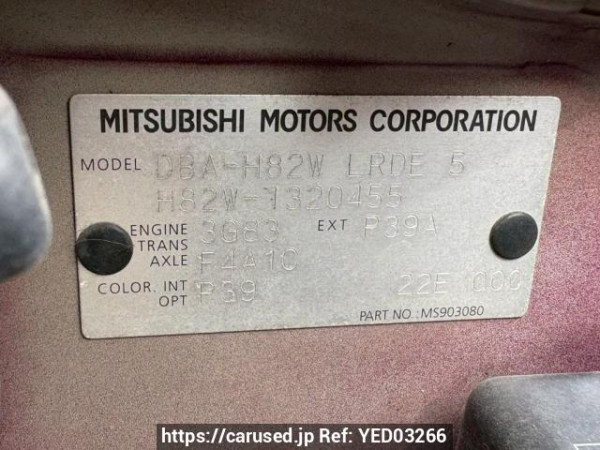 MITSUBISHI MOTORS CORPORATION
MODEL DBA-H82W LRDE 5
H82W-1320455
ENGINE 3G83 EXT P39A
TRANS
AXLE F4A1C
COLOR. INT P39 22E 000
OPT
PART NO.: MS903080
https://carused.jp Ref: YED03266